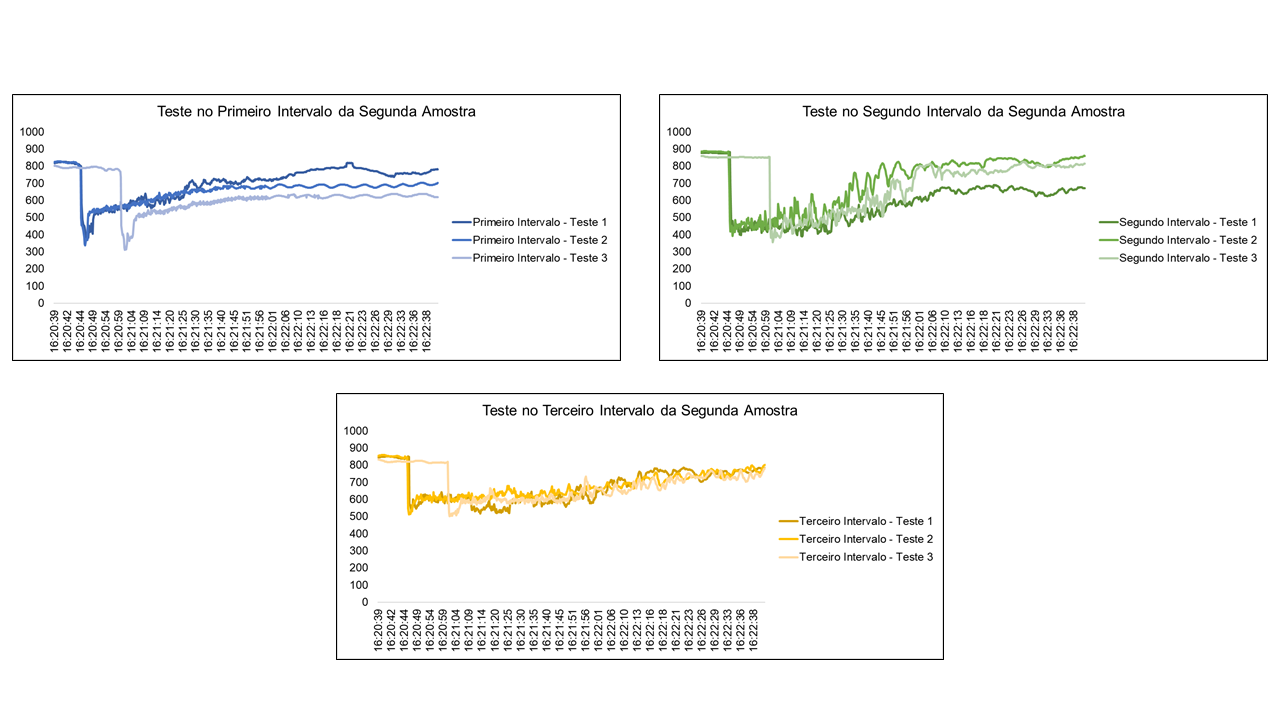 Teste no Primeiro Intervalo da Segunda Amostra
1000
900
800
700
600
500
400
300
200
100
0
16:20:39 16:20:42 16:20:44 16:20:49 16:20:54 16:20:59 16:21:04 16:21:09 16:21:14 16:21:20 16:21:25 16:21:30 16:21:35 16:21:40 16:21:45 16:21:51 16:21:56 16:22:01 16:22:06 16:22:10 16:22:13 16:22:16 16:22:18 16:22:21 16:22:23 16:22:26 16:22:29 16:22:33 16:22:36 16:22:38
Primeiro Intervalo - Teste 1
Primeiro Intervalo - Teste 2
Primeiro Intervalo - Teste 3
Teste no Segundo Intervalo da Segunda Amostra
1000
900
800
700
600
500
400
300
200
100
0
16:20:39 16:20:42 16:20:44 16:20:49 16:20:54 16:20:59 16:21:04 16:21:09 16:21:14 16:21:20 16:21:25 16:21:30 16:21:35 16:21:40 16:21:45 16:21:51 16:21:56 16:22:01 16:22:06 16:22:10 16:22:13 16:22:16 16:22:18 16:22:21 16:22:23 16:22:26 16:22:29 16:22:33 16:22:36 16:22:38
Segundo Intervalo - Teste 1
Segundo Intervalo - Teste 2
Segundo Intervalo - Teste 3
Teste no Terceiro Intervalo da Segunda Amostra
1000
900
800
700
600
500
400
300
200
100
0
16:20:39 16:20:42 16:20:44 16:20:49 16:20:54 16:20:59 16:21:04 16:21:09 16:21:14 16:21:20 16:21:25 16:21:30 16:21:35 16:21:40 16:21:45 16:21:51 16:21:56 16:22:01 16:22:06 16:22:10 16:22:13 16:22:16 16:22:18 16:22:21 16:22:23 16:22:26 16:22:29 16:22:33 16:22:36 16:22:38
Terceiro Intervalo - Teste 1
Terceiro Intervalo - Teste 2
Terceiro Intervalo - Teste 3